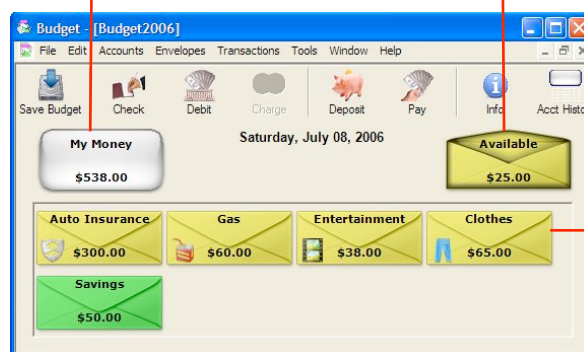 Budget - [Budget2006]
File Edit Accounts Envelopes Transactions Tools Window Help
Save Budget Check Debit Charge Deposit Pay Info Acct Histo
Saturday, July 08, 2006
My Money
$538.00
Available
$25.00
Auto Insurance Gas Entertainment Clothes
$300.00 $60.00 $38.00 $65.00
Savings
$50.00